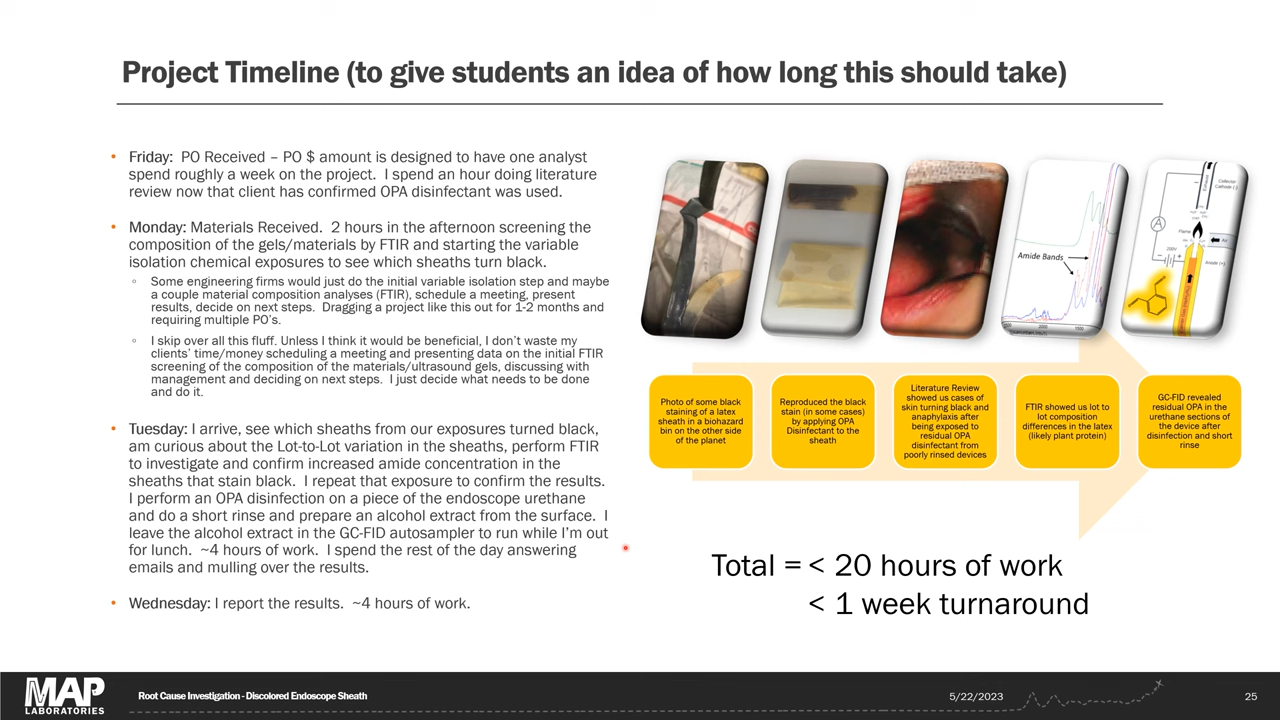 Project Timeline (to give students an idea of how long this should take)
• Friday: PO Received – PO $ amount is designed to have one analyst
spend roughly a week on the project. I spend an hour doing literature
review now that client has confirmed OPA disinfectant was used.
• Monday: Materials Received. 2 hours in the afternoon screening the
composition of the gels/materials by FTIR and starting the variable
isolation chemical exposures to see which sheaths turn black.
◦ Some engineering firms would just do the initial variable isolation step and maybe
a couple material composition analyses (FTIR), schedule a meeting, present
results, decide on next steps. Dragging a project like this out for 1-2 months and
requiring multiple PO's.
◦ I skip over all this fluff. Unless I think it would be beneficial, I don't waste my
clients' time/money scheduling a meeting and presenting data on the initial FTIR
screening of the composition of the materials/ultrasound gels, discussing with
management and deciding on next steps. I just decide what needs to be done
and do it.
• Tuesday: I arrive, see which sheaths from our exposures turned black,
am curious about the Lot-to-Lot variation in the sheaths, perform FTIR
to investigate and confirm increased amide concentration in the
sheaths that stain black. I repeat that exposure to confirm the results.
I perform an OPA disinfection on a piece of the endoscope urethane
and do a short rinse and prepare an alcohol extract from the surface. I
leave the alcohol extract in the GC-FID autosampler to run while I'm out
for lunch. ~4 hours of work. I spend the rest of the day answering
emails and mulling over the results.
• Wednesday: I report the results. ~4 hours of work.
Amide Bands
2000
1500
Collector
Cathode (-)
A
Flame
Air
200V
+
Anode (+)
Photo of some black
staining of a latex
sheath in a biohazard
bin on the other side
of the planet
Reproduced the black
stain (in some cases)
by applying OPA
Disinfectant to the
sheath
Literature Review
showed us cases of
skin turning black and
anaphylaxis after
being exposed to
residual OPA
disinfectant from
poorly rinsed devices
FTIR showed us lot to
lot composition
differences in the latex
(likely plant protein)
GC-FID revealed
residual OPA in the
urethane sections of
the device after
disinfection and short
rinse
Total = < 20 hours of work
< 1 week turnaround
MAP
LABORATORIES
Root Cause Investigation - Discolored Endoscope Sheath
5/22/2023
25